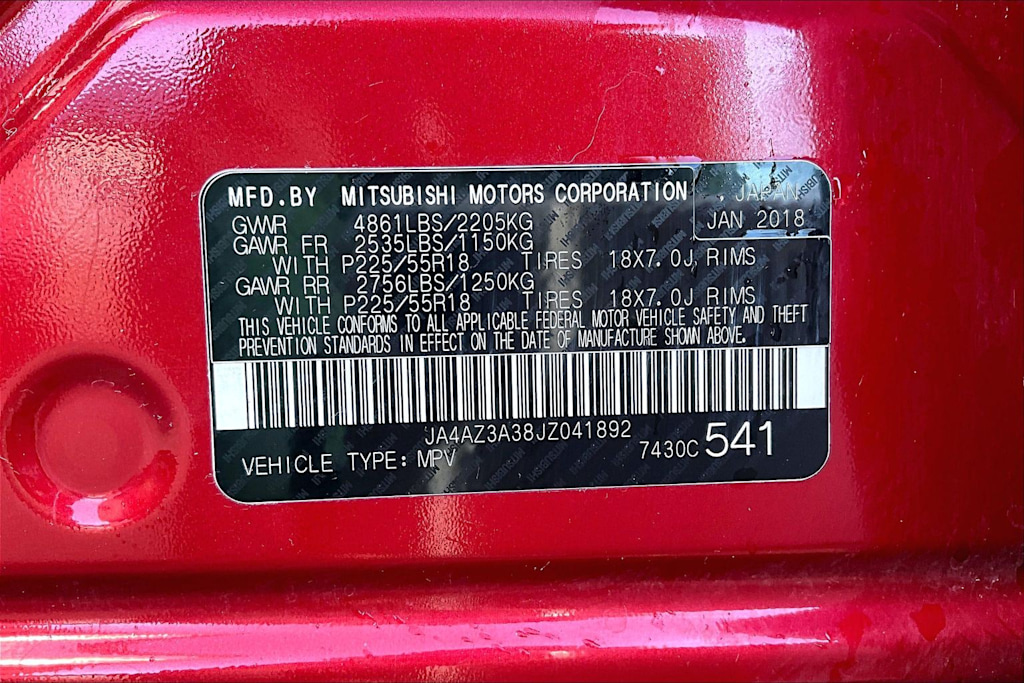 MFD.BY MITSUBISHI MOTORS CORPORATION JAPAN
GVWR 4861LBS/2205KG JAN 2018
GAWR FR 2535LBS/1150KG
WITH P225/55R18 TIRES 18X7.0J, RIMS
GAWR RR 2756LBS/1250KG
WITH P225/55R18 TIRES 18X7.0J, RIMS
THIS VEHICLE CONFORMS TO ALL APPLICABLE FEDERAL MOTOR VEHICLE SAFETY AND THEFT
PREVENTION STANDARDS IN EFFECT ON THE DATE OF MANUFACTURE SHOWN ABOVE.
JA4AZ3A38JZ041892
VEHICLE TYPE: MPV 7430C 541